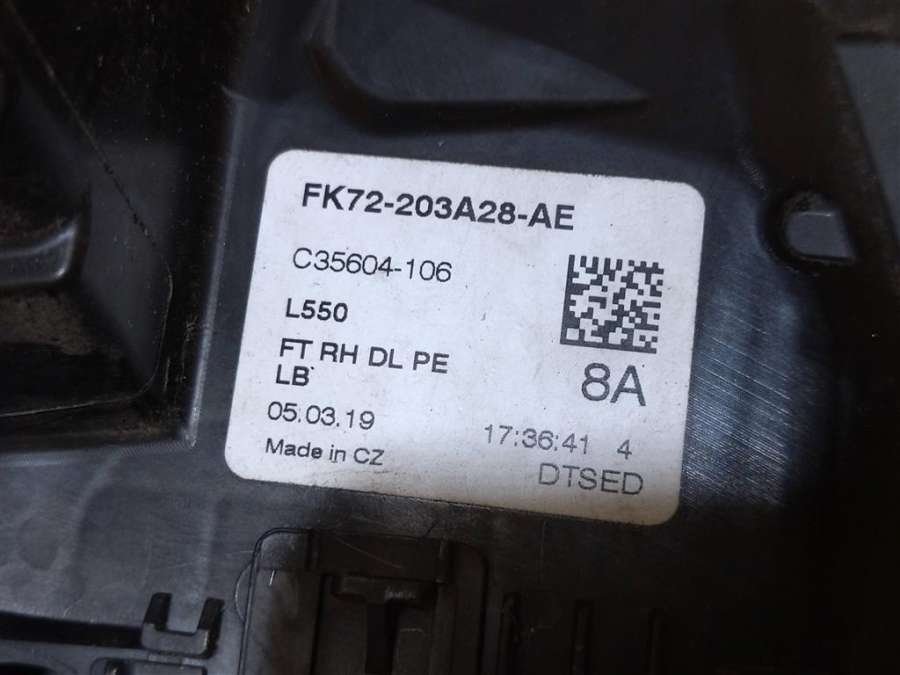 FK72-203A28-AE
C35604-106
L550
FT RH DL PE
LB
8A
05.03.19
17:36:41 4
Made in CZ
DTSED